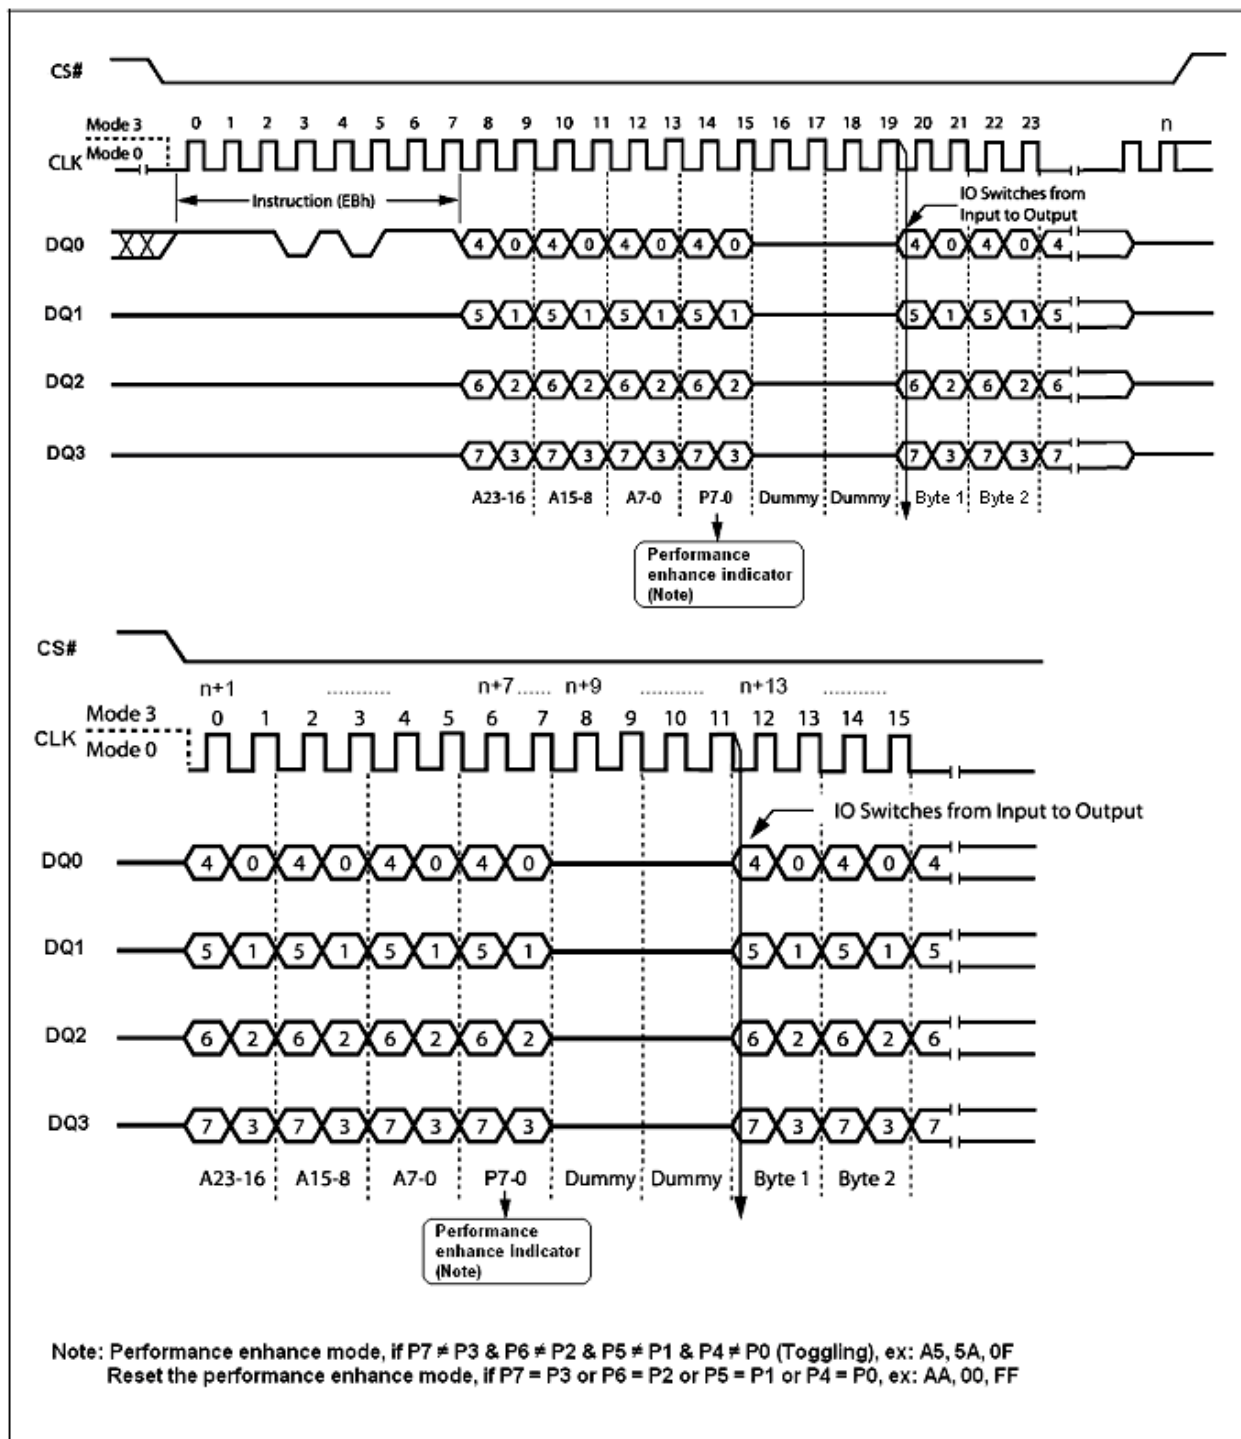 CS#
Mode 3
0 1 2 3 4 5 6 7 8 9 10 11 12 13 14 15 16 17 18 19 20 21 22 23 n
CLK
Mode 0
Instruction (EBh)
IO Switches from
Input to Output
DQ0 4 0 4 0 4 0 4 0 4 0 4 0 4
DQ1 5 1 5 1 5 1 5 1 5 1 5 1 5
DQ2 6 2 6 2 6 2 6 2 6 2 6 2 6
DQ3 7 3 7 3 7 3 7 3 7 3 7 3 7
A23-16 A15-8 A7-0 P7-0 Dummy Dummy Byte 1 Byte 2
Performance
enhance indicator
(Note)
CS#
n+1 ........... n+7 ...... n+9 ........... n+13 ...........
Mode 3
0 1 2 3 4 5 6 7 8 9 10 11 12 13 14 15
CLK
Mode 0
IO Switches from Input to Output
DQ0 4 0 4 0 4 0 4 0 4 0 4 0 4
DQ1 5 1 5 1 5 1 5 1 5 1 5 1 5
DQ2 6 2 6 2 6 2 6 2 6 2 6 2 6
DQ3 7 3 7 3 7 3 7 3 7 3 7 3 7
A23-16 A15-8 A7-0 P7-0 Dummy Dummy Byte 1 Byte 2
Performance
enhance indicator
(Note)
Note: Performance enhance mode, if P7 ≠ P3 & P6 ≠ P2 & P5 ≠ P1 & P4 ≠ P0 (Toggling), ex: A5, 5A, 0F
Reset the performance enhance mode, if P7 = P3 or P6 = P2 or P5 = P1 or P4 = P0, ex: AA, 00, FF